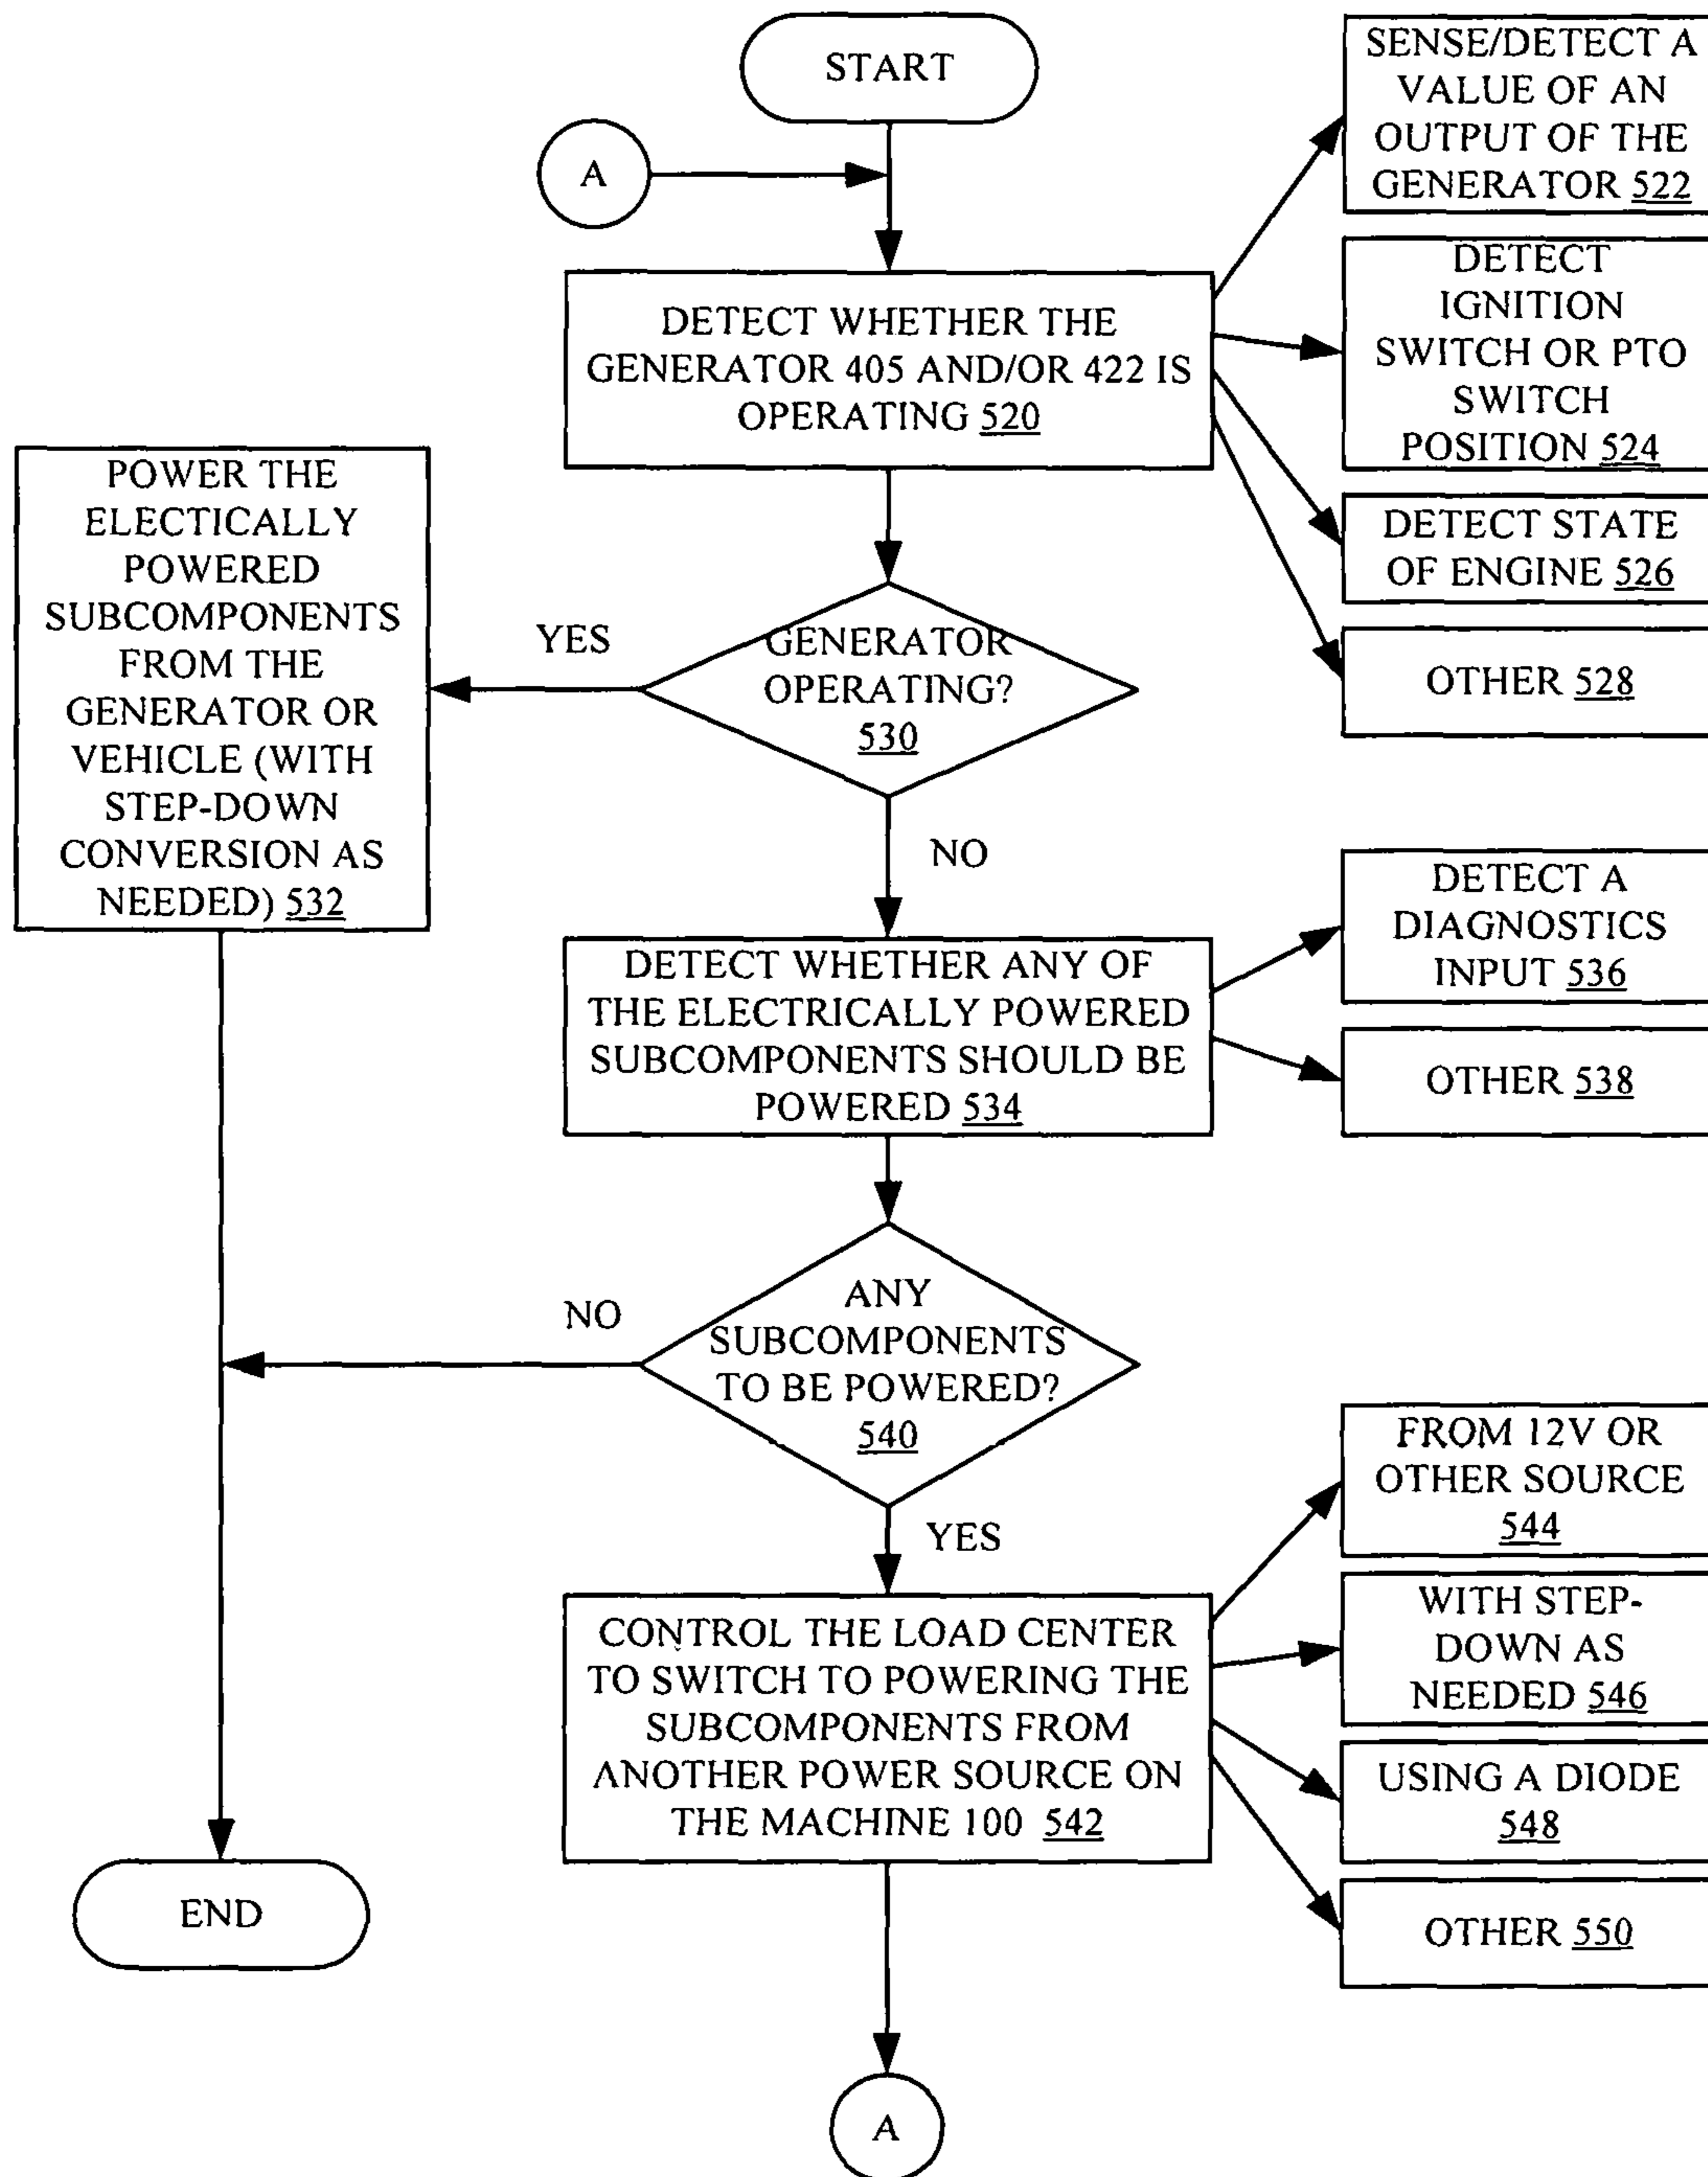 START
A
SENSE/DETECT A
VALUE OF AN
OUTPUT OF THE
GENERATOR 522
DETECT WHETHER THE
GENERATOR 405 AND/OR 422 IS
OPERATING 520
DETECT
IGNITION
SWITCH OR PTO
SWITCH
POSITION 524
DETECT STATE
OF ENGINE 526
OTHER 528
GENERATOR
OPERATING?
530
YES
NO
POWER THE
ELECTICALLY
POWERED
SUBCOMPONENTS
FROM THE
GENERATOR OR
VEHICLE (WITH
STEP-DOWN
CONVERSION AS
NEEDED) 532
DETECT WHETHER ANY OF
THE ELECTRICALLY POWERED
SUBCOMPONENTS SHOULD BE
POWERED 534
DETECT A
DIAGNOSTICS
INPUT 536
OTHER 538
ANY
SUBCOMPONENTS
TO BE POWERED?
540
NO
YES
CONTROL THE LOAD CENTER
TO SWITCH TO POWERING THE
SUBCOMPONENTS FROM
ANOTHER POWER SOURCE ON
THE MACHINE 100 542
FROM 12V OR
OTHER SOURCE
544
WITH STEP-
DOWN AS
NEEDED 546
USING A DIODE
548
OTHER 550
END
A